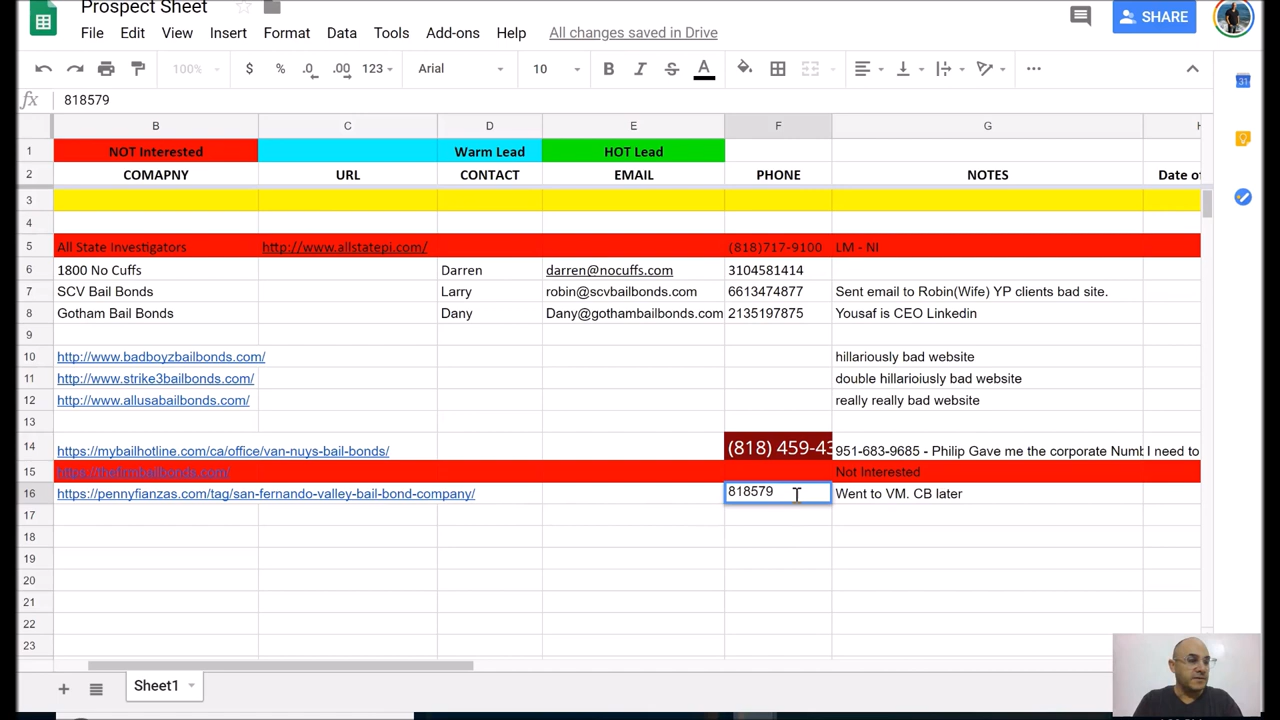 Prospect Sheet
File Edit View Insert Format Data Tools Add-ons Help All changes saved in Drive
SHARE
100% $ % .0 .00 123 Arial 10 B I S A
fx 818579
B C D E F G H
1 NOT Interested Warm Lead HOT Lead
2 COMAPNY URL CONTACT EMAIL PHONE NOTES Date of
3
4
5 All State Investigators http://www.allstatepi.com/ (818)717-9100 LM - NI
6 1800 No Cuffs Darren darren@nocuffs.com 3104581414
7 SCV Bail Bonds Larry robin@scvbailbonds.com 6613474877 Sent email to Robin(Wife) YP clients bad site.
8 Gotham Bail Bonds Dany Dany@gothambailbonds.com 2135197875 Yousaf is CEO Linkedin
9
10 http://www.badboyzbailbonds.com/ hillariously bad website
11 http://www.strike3bailbonds.com/ double hillarioiusly bad website
12 http://www.allusabailbonds.com/ really really bad website
13
14 https://mybailhotline.com/ca/office/van-nuys-bail-bonds/ (818) 459-43 951-683-9685 - Philip Gave me the corporate Numb I need to
15 https://thefirmbailbonds.com/ Not Interested
16 https://pennyfianzas.com/tag/san-fernando-valley-bail-bond-company/ 818579 Went to VM. CB later
17
18
19
20
21
22
23
Sheet1